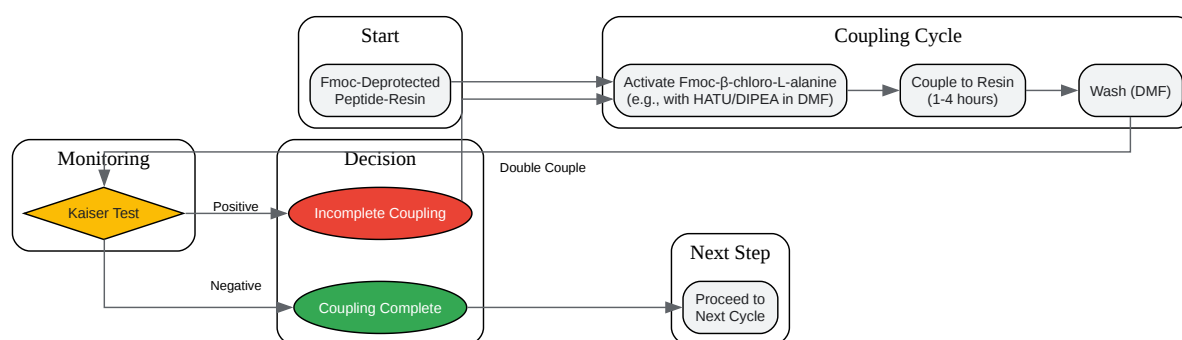 Start
Fmoc-Deprotected
Peptide-Resin
Coupling Cycle
Activate Fmoc-β-chloro-L-alanine
(e.g., with HATU/DIPEA in DMF)
Couple to Resin
(1-4 hours)
Wash (DMF)
Monitoring
Kaiser Test
Positive
Negative
Decision
Incomplete Coupling
Coupling Complete
Double Couple
Next Step
Proceed to
Next Cycle